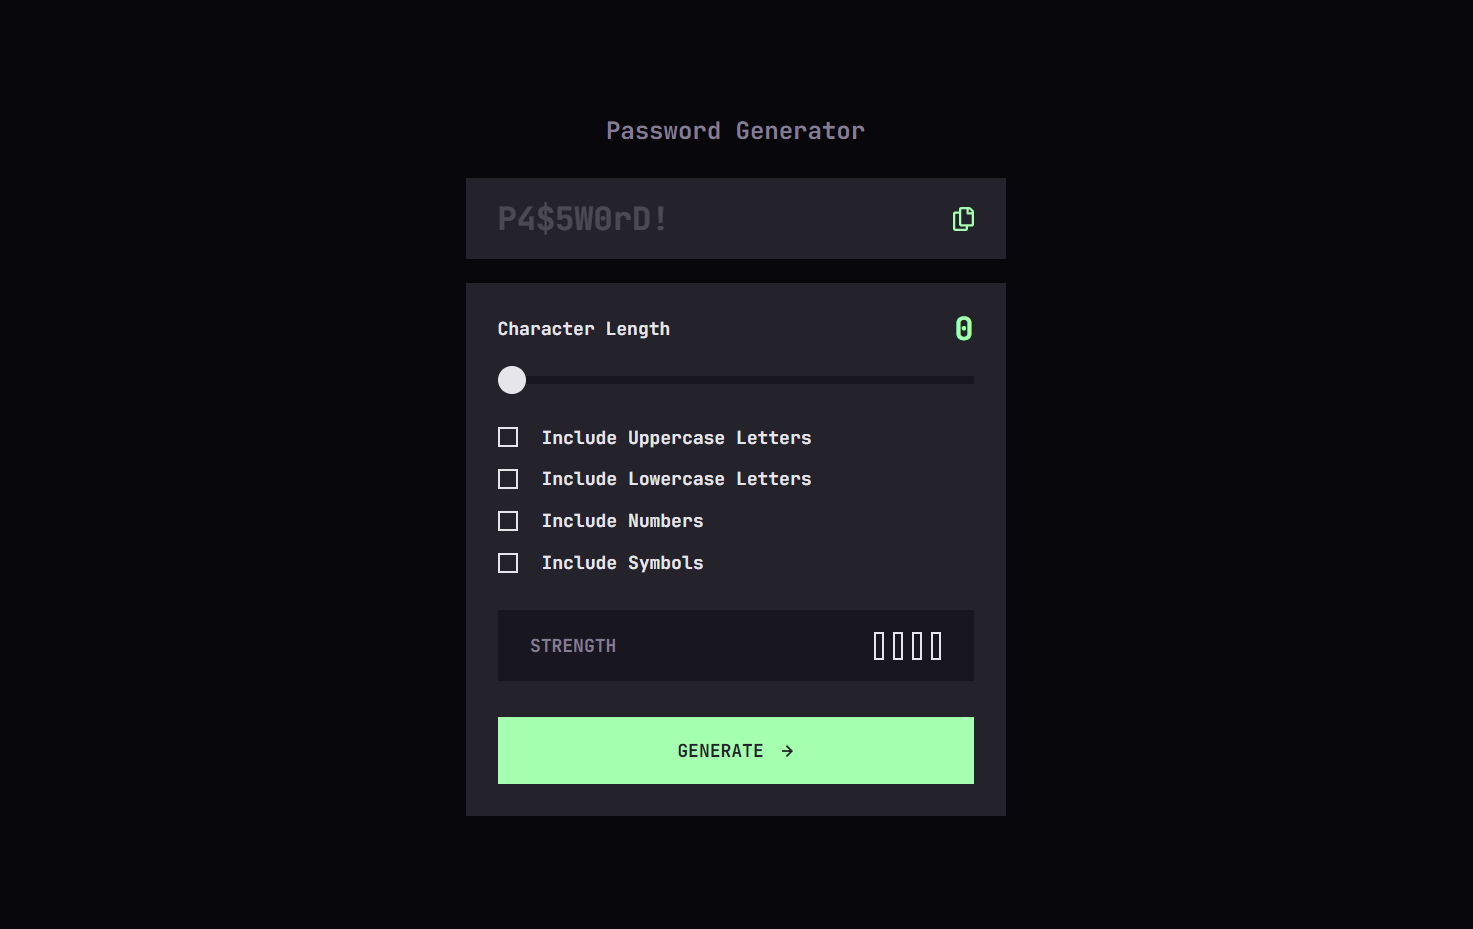 Password Generator
P4$5W0rD!
Character Length
0
Include Uppercase Letters
Include Lowercase Letters
Include Numbers
Include Symbols
STRENGTH
GENERATE →